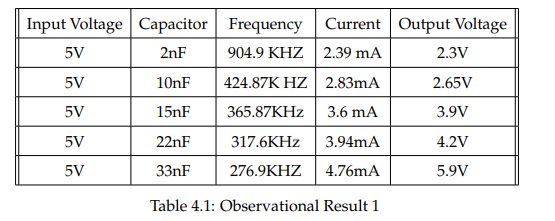 Input Voltage Capacitor Frequency Current Output Voltage
5V 2nF 904.9 KHZ 2.39 mA 2.3V
5V 10nF 424.87K HZ 2.83mA 2.65V
5V 15nF 365.87KHz 3.6 mA 3.9V
5V 22nF 317.6KHz 3.94mA 4.2V
5V 33nF 276.9KHZ 4.76mA 5.9V
Table 4.1: Observational Result 1